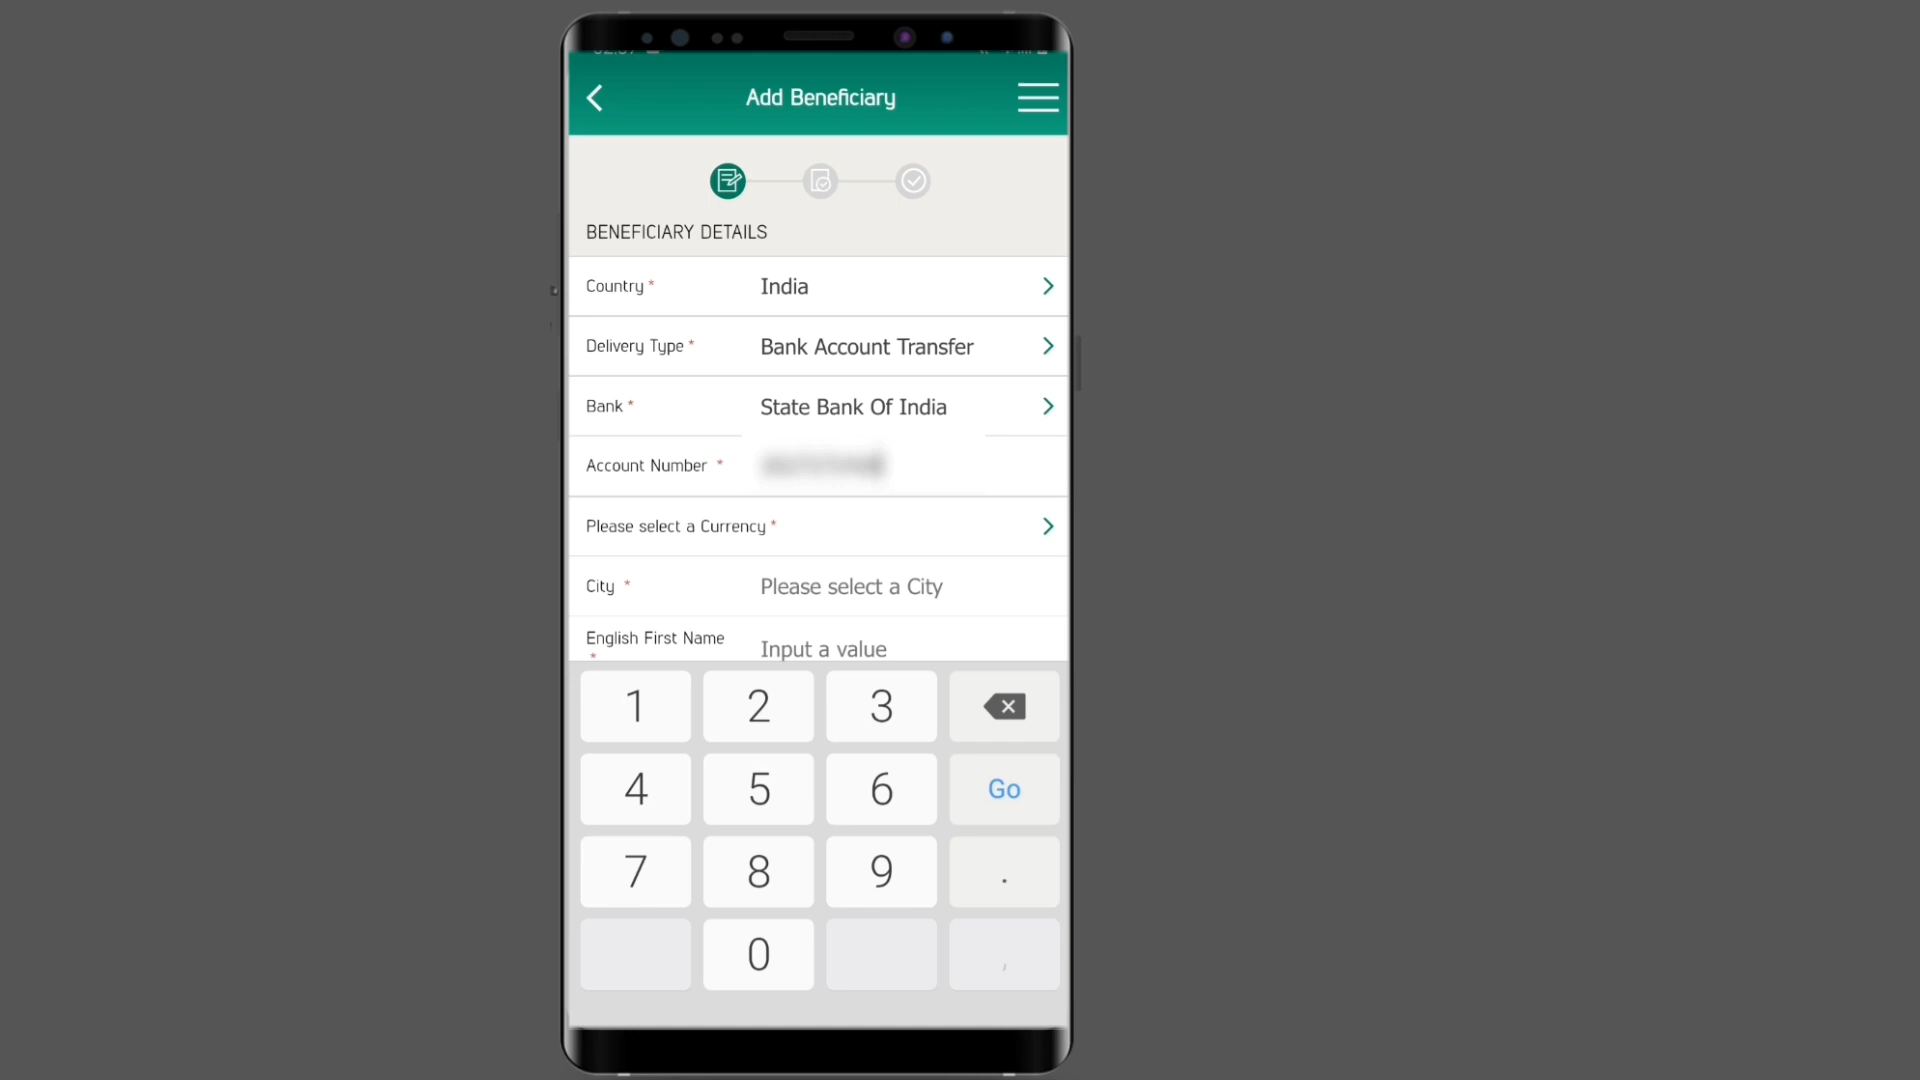 Add Beneficiary
BENEFICIARY DETAILS
Country * India
Delivery Type * Bank Account Transfer
Bank * State Bank Of India
Account Number *
Please select a Currency *
City * Please select a City
English First Name * Input a value
1 2 3
4 5 6 Go
7 8 9 .
0 ,